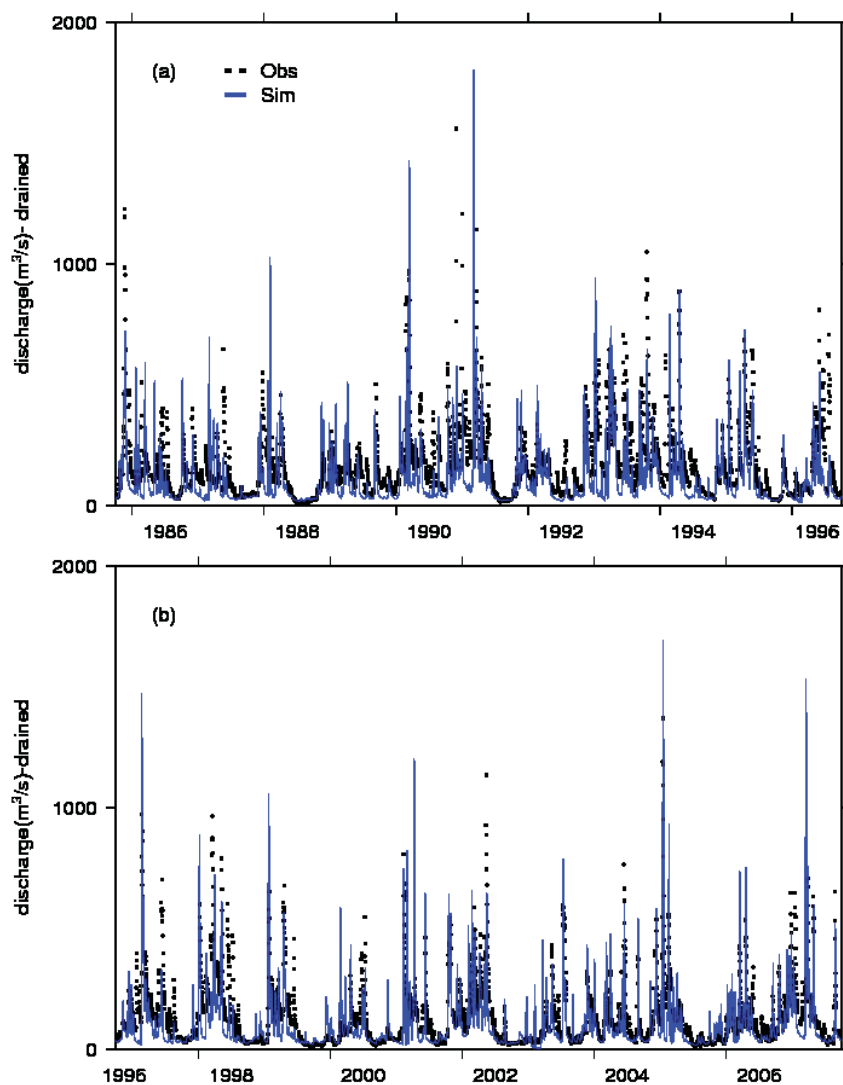 2000
(a)
Obs
Sim
discharge(m³/s)- drained
1000
0
1986 1988 1990 1992 1994 1996
2000
(b)
discharge(m³/s)-drained
1000
0
1996 1998 2000 2002 2004 2006